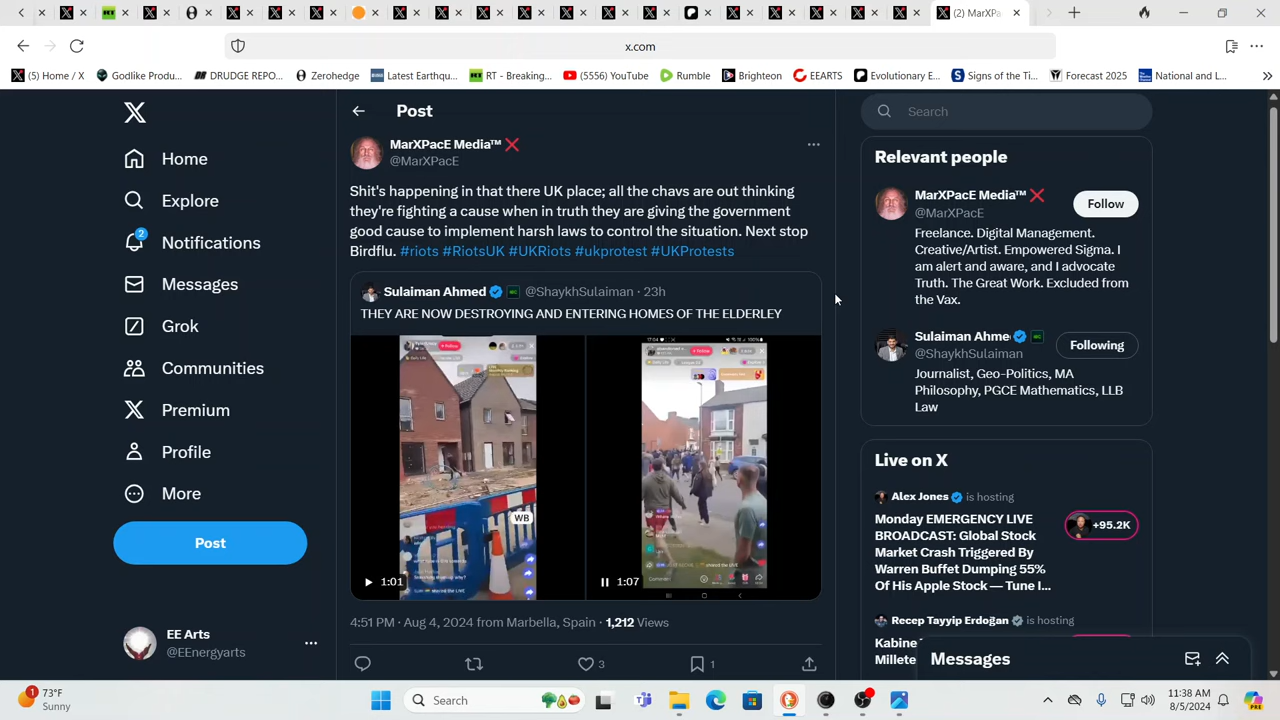 (2) MarXPa
x.com
(5) Home / X
Godlike Produ...
DRUDGE REPO...
Zerohedge
Latest Earthqu...
RT - Breaking...
(5556) YouTube
Rumble
Brighteon
EEARTS
Evolutionary E...
Signs of the Ti...
Forecast 2025
National and L...
Home
Explore
2
Notifications
Messages
Grok
Communities
Premium
Profile
More
Post
EE Arts
@EEnergyarts
Post
MarXPacE Media™ ❌
@MarXPacE
Shit's happening in that there UK place; all the chavs are out thinking
they're fighting a cause when in truth they are giving the government
good cause to implement harsh laws to control the situation. Next stop
Birdflu. #riots #RiotsUK #UKRiots #ukprotest #UKProtests
Sulaiman Ahmed @ShaykhSulaiman · 23h
THEY ARE NOW DESTROYING AND ENTERING HOMES OF THE ELDERLEY
WB
1:01
17:04
1:07
4:51 PM · Aug 4, 2024 from Marbella, Spain · 1,212 Views
3
1
Search
Relevant people
MarXPacE Media™ ❌
@MarXPacE
Follow
Freelance. Digital Management.
Creative/Artist. Empowered Sigma. I
am alert and aware, and I advocate
Truth. The Great Work. Excluded from
the Vax.
Sulaiman Ahme
@ShaykhSulaiman
Following
Journalist, Geo-Politics, MA
Philosophy, PGCE Mathematics, LLB
Law
Live on X
Alex Jones is hosting
Monday EMERGENCY LIVE
BROADCAST: Global Stock
Market Crash Triggered By
Warren Buffet Dumping 55%
Of His Apple Stock — Tune I...
+95.2K
Recep Tayyip Erdoğan is hosting
Kabine
Millete
Messages
1
73°F
Sunny
Search
11:38 AM
8/5/2024